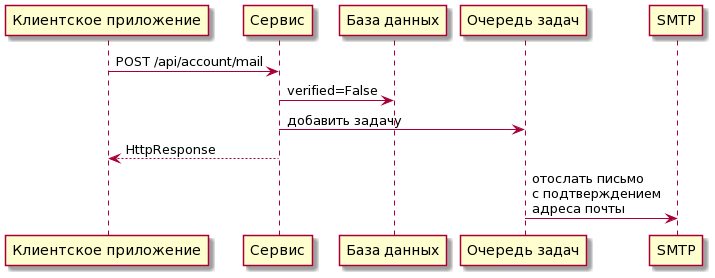 Клиентское приложение
Сервис
База данных
Очередь задач
SMTP
POST /api/account/mail
verified=False
добавить задачу
HttpResponse
отослать письмо
с подтверждением
адреса почты
Клиентское приложение
Сервис
База данных
Очередь задач
SMTP